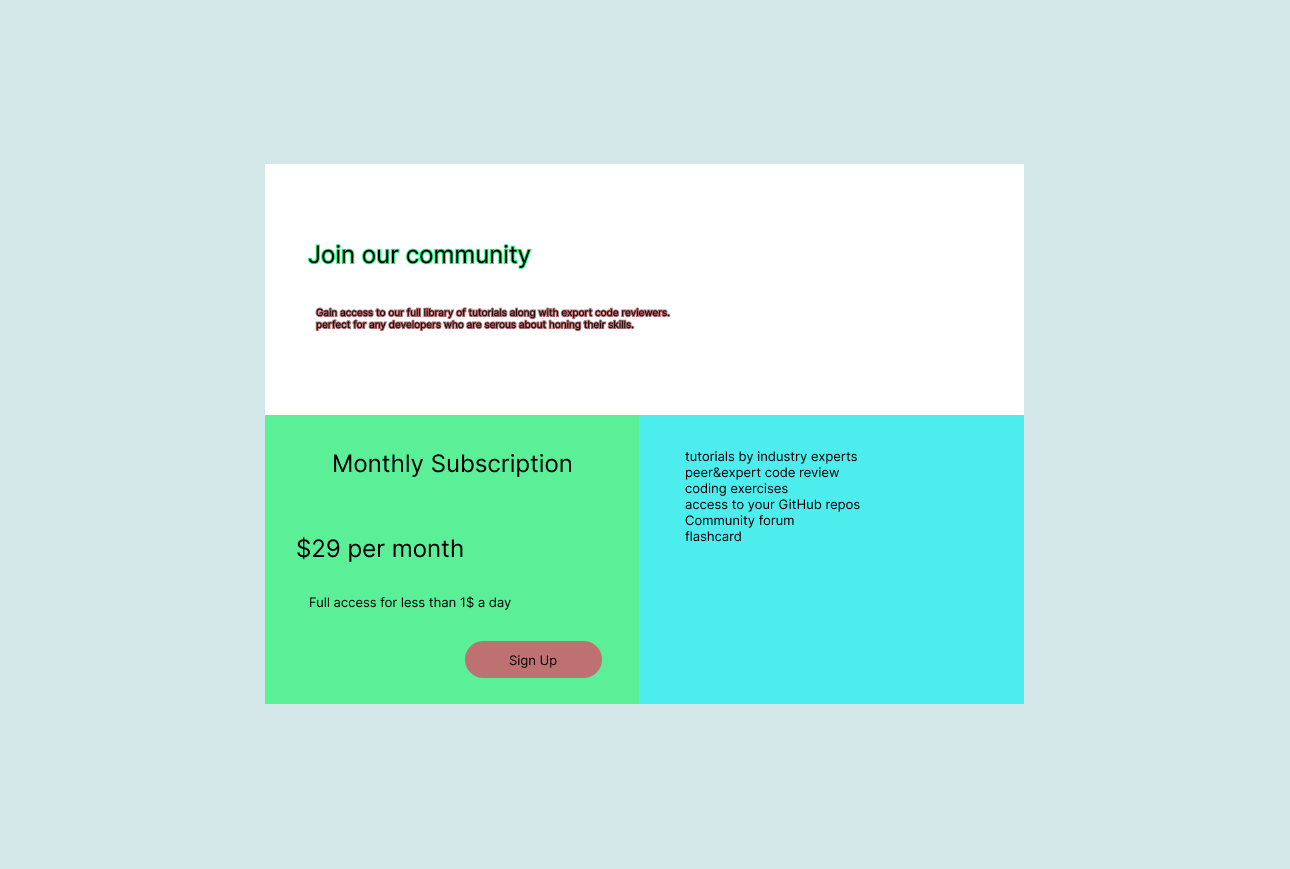 Join our community
Gain access to our full library of tutorials along with export code reviewers.
perfect for any developers who are serous about honing their skills.
Monthly Subscription
$29 per month
Full access for less than 1$ a day
Sign Up
tutorials by industry experts
peer&expert code review
coding exercises
access to your GitHub repos
Community forum
flashcard